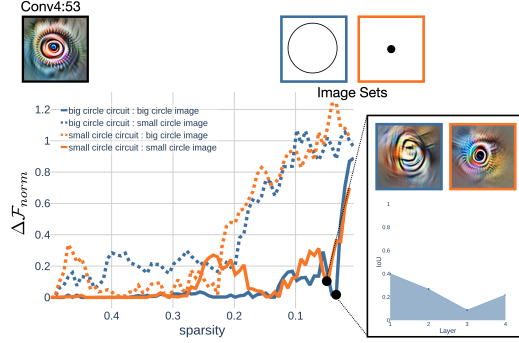 Conv4:53
Image Sets
1.2
1
0.8
0.6
0.4
0.2
0
ΔF_norm
big circle circuit : big circle image
big circle circuit : small circle image
small circle circuit : big circle image
small circle circuit : small circle image
0.4
0.3
0.2
0.1
sparsity
1
0.8
0.6
0.4
0.2
0
IoU
1
2
3
4
Layer